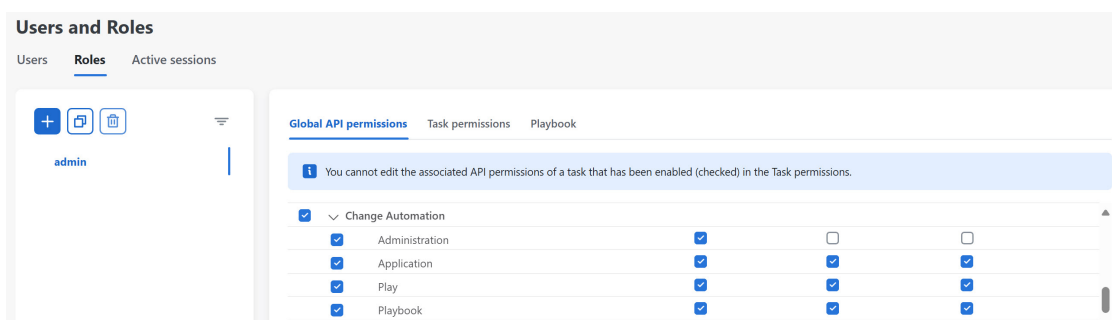 Users and Roles
Users Roles Active sessions
admin
Global API permissions Task permissions Playbook
i You cannot edit the associated API permissions of a task that has been enabled (checked) in the Task permissions.
Change Automation
Administration
Application
Play
Playbook